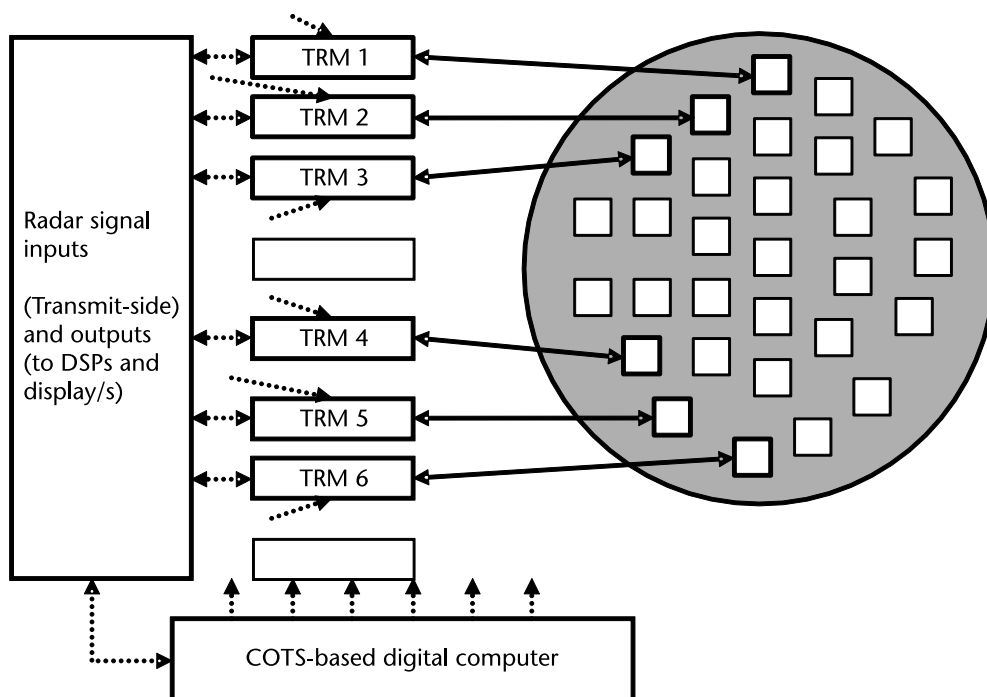 TRM 1
TRM 2
TRM 3
Radar signal
inputs
(Transmit-side)
and outputs
(to DSPs and
display/s)
TRM 4
TRM 5
TRM 6
COTS-based digital computer